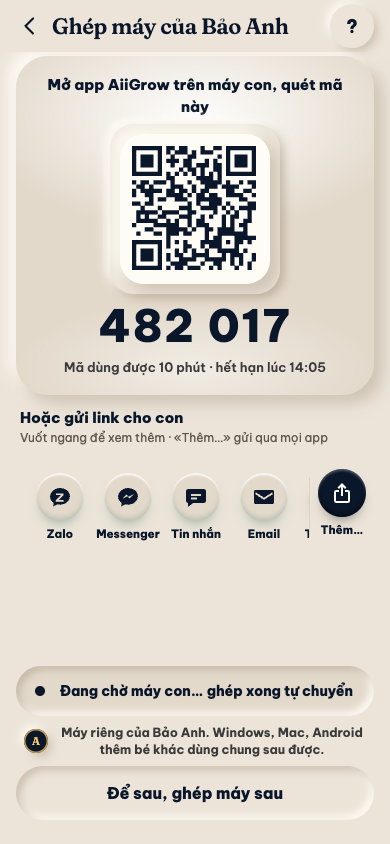 Ghép máy của Bảo Anh
?
Mở app AiiGrow trên máy con, quét mã
này
482 017
Mã dùng được 10 phút · hết hạn lúc 14:05
Hoặc gửi link cho con
Vuốt ngang để xem thêm · «Thêm...» gửi qua mọi app
Zalo
Messenger
Tin nhắn
Email
Thêm...
Đang chờ máy con... ghép xong tự chuyển
A
Máy riêng của Bảo Anh. Windows, Mac, Android
thêm bé khác dùng chung sau được.
Để sau, ghép máy sau